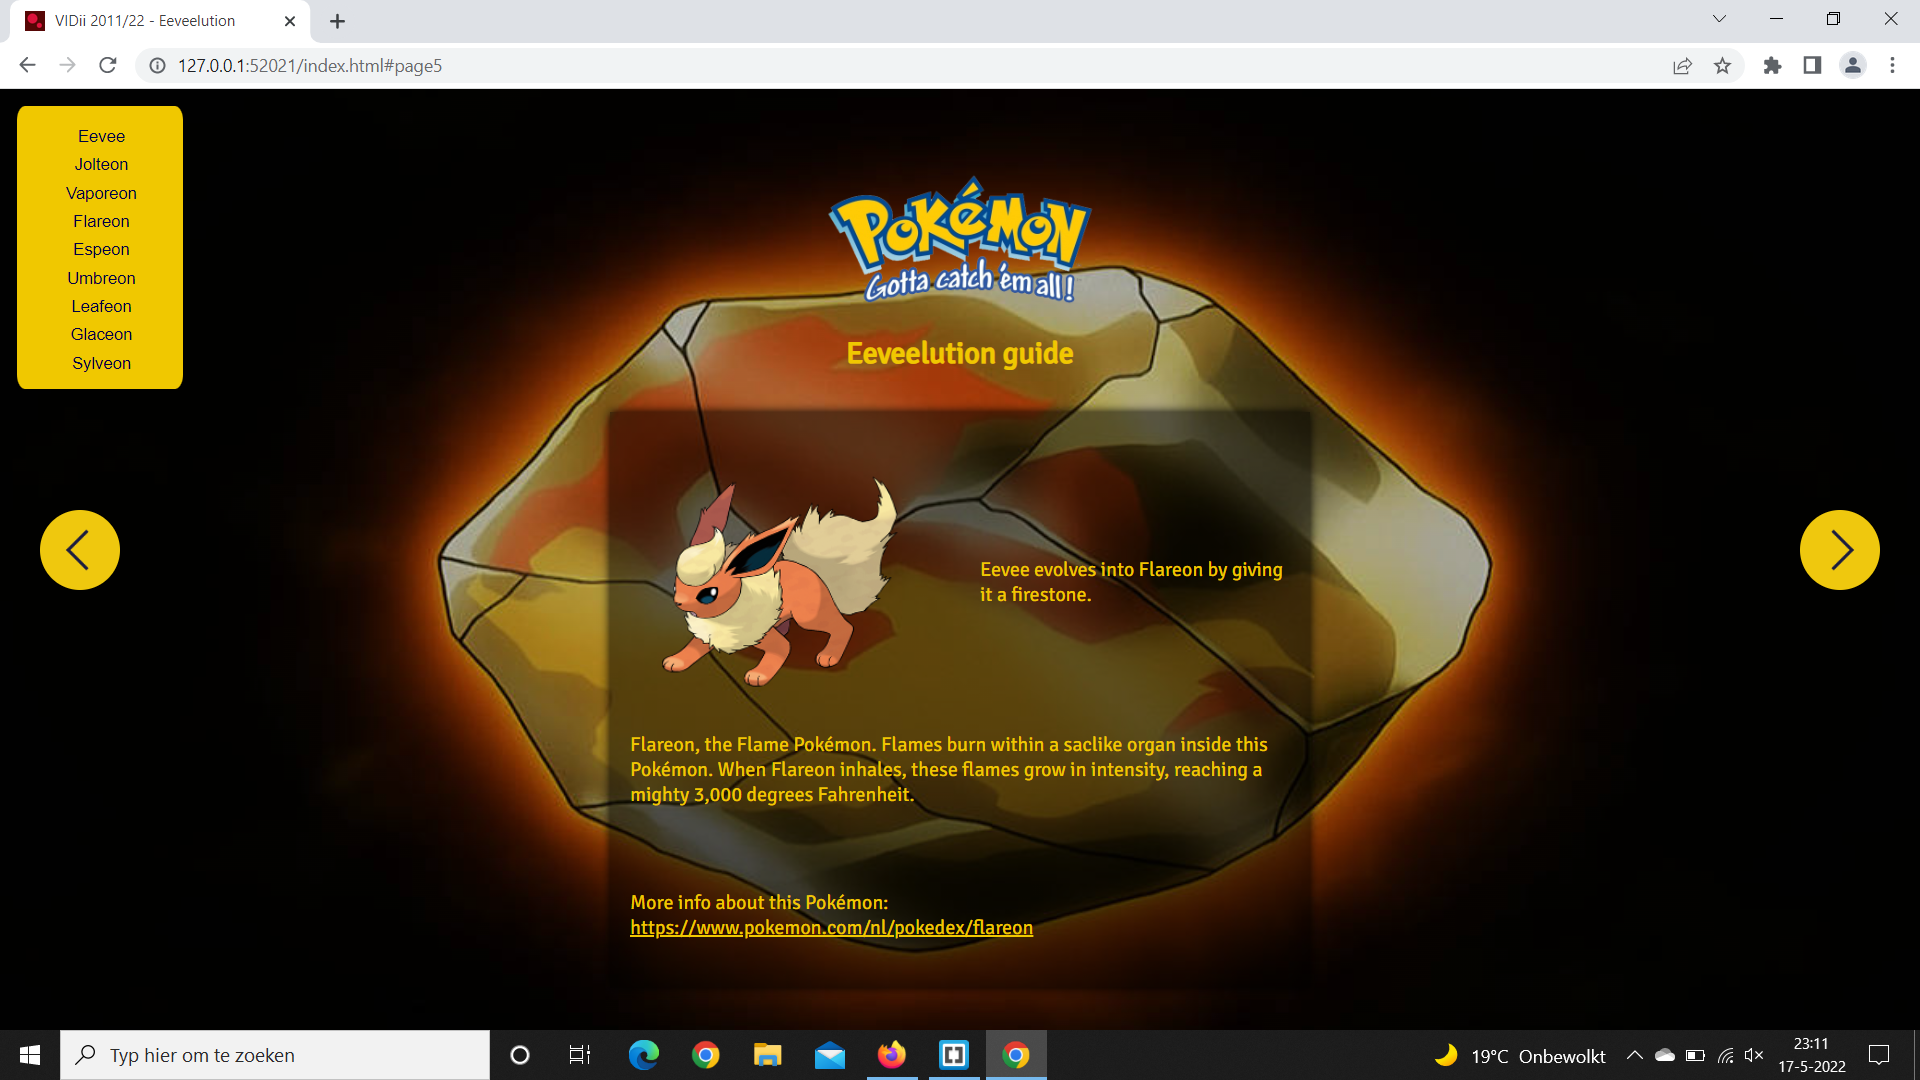 VIDii 2011/22 - Eeveelution
127.0.0.1:52021/index.html#page5
Eevee
Jolteon
Vaporeon
Flareon
Espeon
Umbreon
Leafeon
Glaceon
Sylveon
POKéMON
Gotta catch 'em all!
Eeveelution guide
Eevee evolves into Flareon by giving
it a firestone.
Flareon, the Flame Pokémon. Flames burn within a saclike organ inside this
Pokémon. When Flareon inhales, these flames grow in intensity, reaching a
mighty 3,000 degrees Fahrenheit.
More info about this Pokémon:
https://www.pokemon.com/nl/pokedex/flareon
Typ hier om te zoeken
19°C Onbewolkt
23:11
17-5-2022